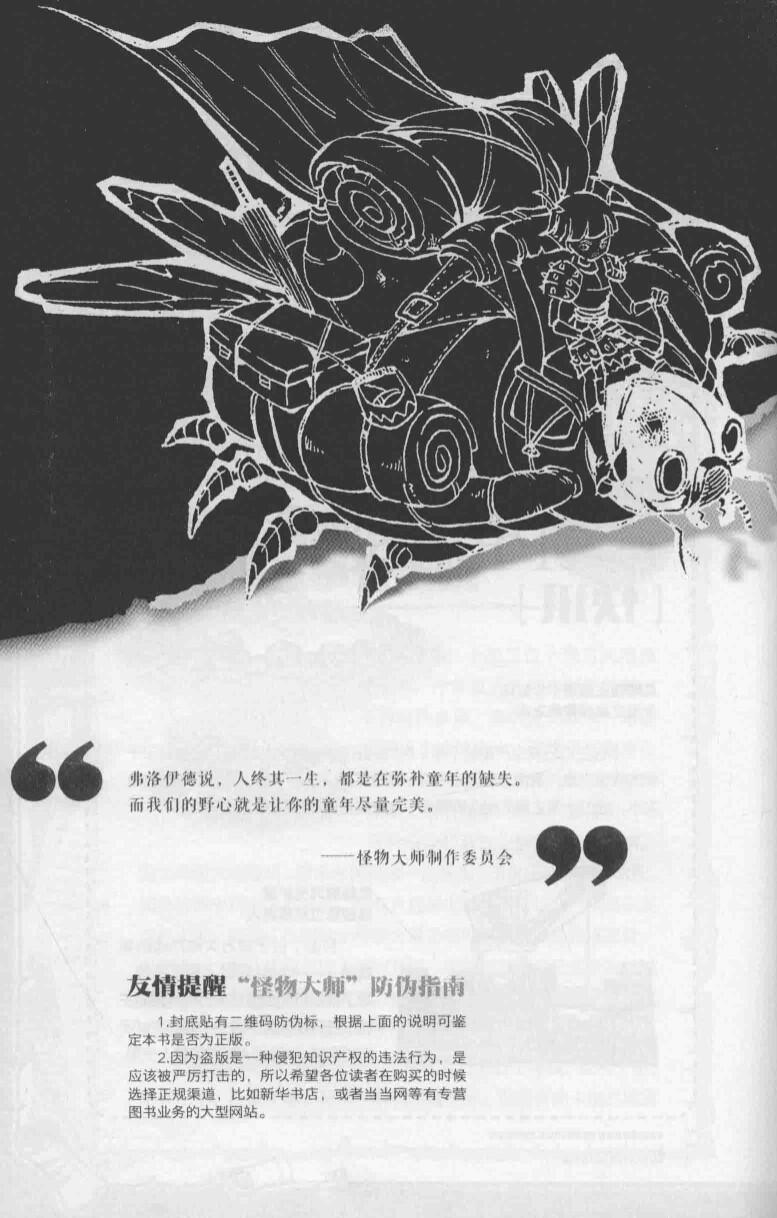 弗洛伊德说，人终其一生，都是在弥补童年的缺失。
而我们的野心就是让你的童年尽量完美。
——怪物大师制作委员会
友情提醒“怪物大师”防伪指南
1.封底贴有二维码防伪标，根据上面的说明可鉴
定本书是否为正版。
2.因为盗版是一种侵犯知识产权的违法行为，是
应该被严厉打击的，所以希望各位读者在购买的时候
选择正规渠道，比如新华书店，或者当当网等有专营
图书业务的大型网站。